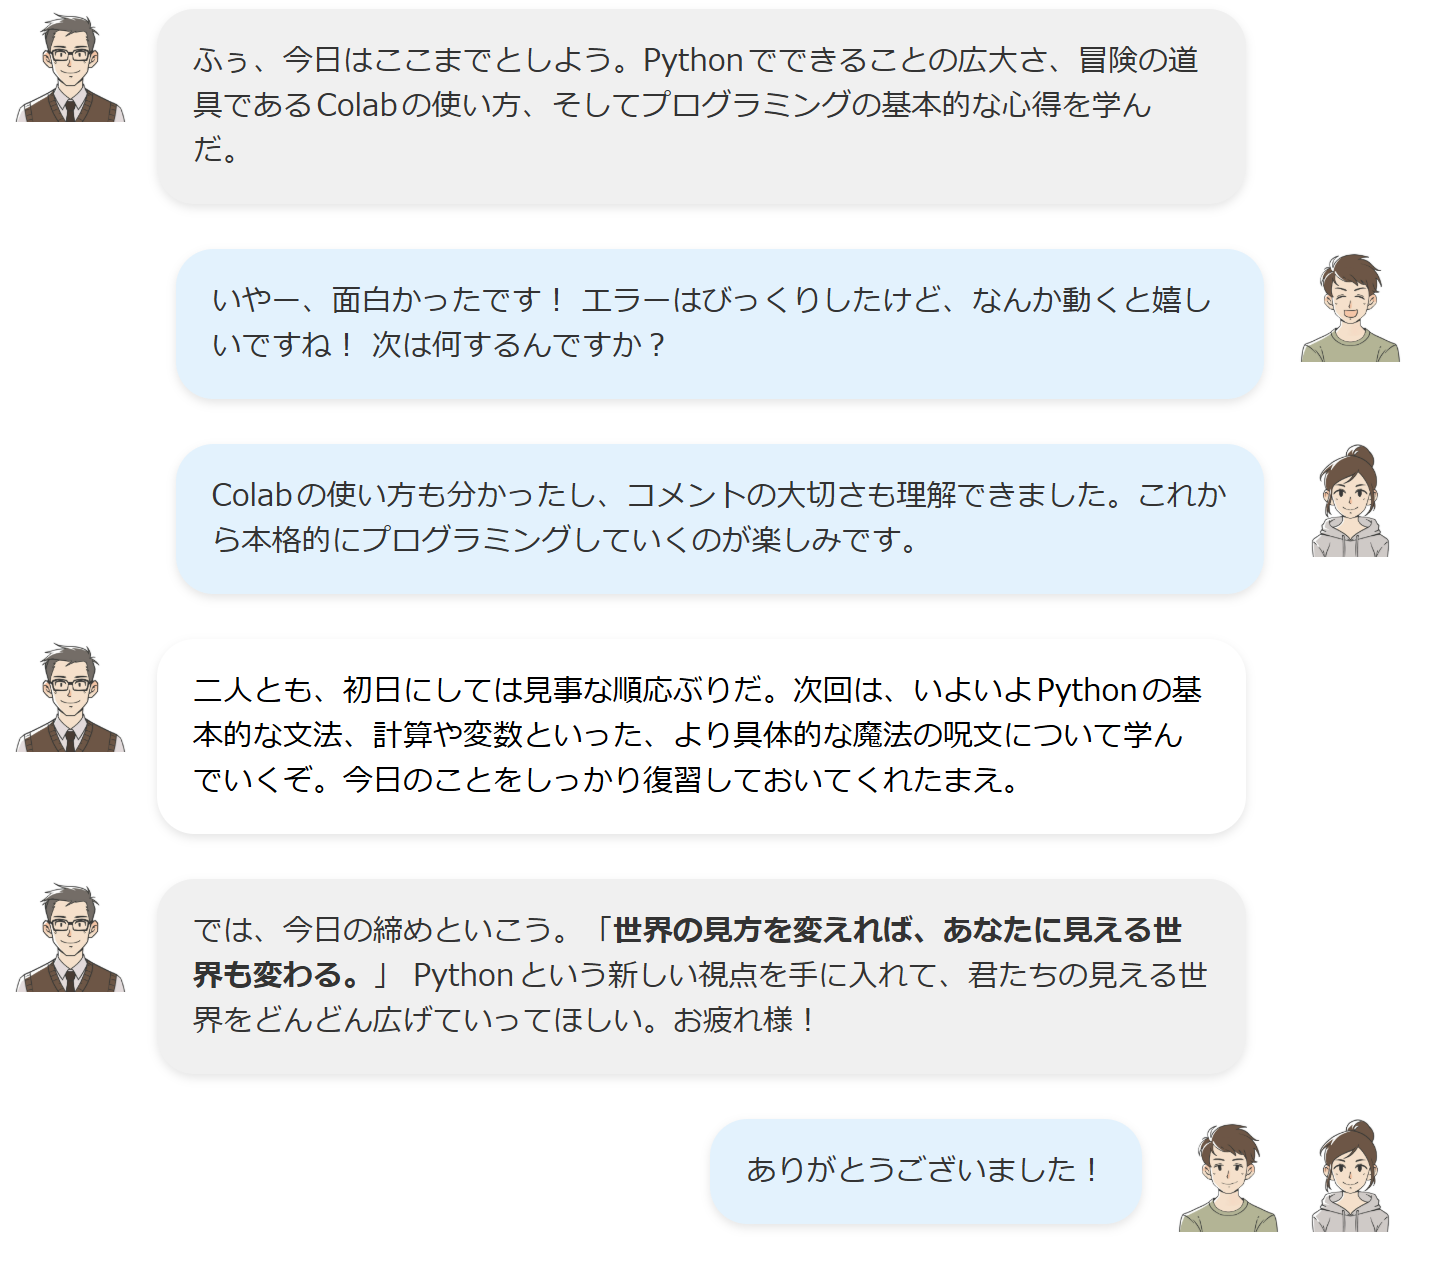 ふぅ、今日はここまでとしよう。Pythonでできることの広大さ、冒険の道
具であるColabの使い方、そしてプログラミングの基本的な心得を学ん
だ。
いやー、面白かったです！ エラーはびっくりしたけど、なんか動くと嬉し
いですね！ 次は何するんですか？
Colabの使い方も分かったし、コメントの大切さも理解できました。これか
ら本格的にプログラミングしていくのが楽しみです。
二人とも、初日にしては見事な順応ぶりだ。次回は、いよいよPythonの基
本的な文法、計算や変数といった、より具体的な魔法の呪文について学ん
でいくぞ。今日のことをしっかり復習しておいてくれたまえ。
では、今日の締めといこう。「世界の見方を変えれば、あなたに見える世
界も変わる。」 Pythonという新しい視点を手に入れて、君たちの見える世
界をどんどん広げていってほしい。お疲れ様！
ありがとうございました！